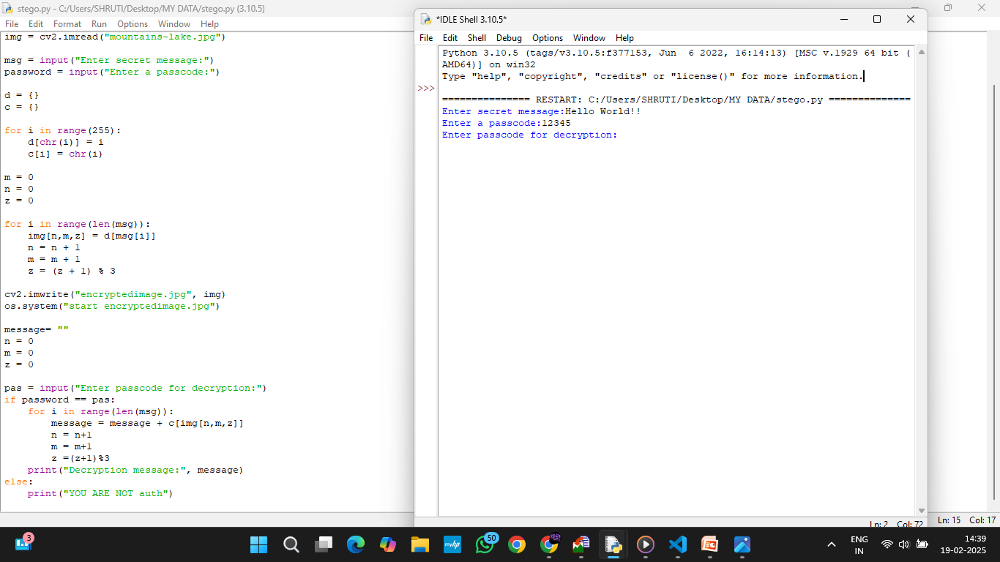 stego.py - C:/Users/SHRUTI/Desktop/MY DATA/stego.py (3.10.5)
File Edit Format Run Options Window Help
img = cv2.imread("mountains-lake.jpg")
msg = input("Enter secret message:")
password = input("Enter a passcode:")
d = {}
c = {}
for i in range(255):
    d[chr(i)] = i
    c[i] = chr(i)
m = 0
n = 0
z = 0
for i in range(len(msg)):
    img[n,m,z] = d[msg[i]]
    n = n + 1
    m = m + 1
    z = (z + 1) % 3
cv2.imwrite("encryptedimage.jpg", img)
os.system("start encryptedimage.jpg")
message= ""
n = 0
m = 0
z = 0
pas = input("Enter passcode for decryption:")
if password == pas:
    for i in range(len(msg)):
        message = message + c[img[n,m,z]]
        n = n+1
        m = m+1
        z =(z+1)%3
    print("Decryption message:", message)
else:
    print("YOU ARE NOT auth")
Ln: 15 Col: 17
*IDLE Shell 3.10.5*
File Edit Shell Debug Options Window Help
Python 3.10.5 (tags/v3.10.5:f377153, Jun  6 2022, 16:14:13) [MSC v.1929 64 bit (
AMD64)] on win32
Type "help", "copyright", "credits" or "license()" for more information.
>>>
=============== RESTART: C:/Users/SHRUTI/Desktop/MY DATA/stego.py ==============
Enter secret message:Hello World!!
Enter a passcode:12345
Enter passcode for decryption:
Ln: 2 Col: 72
3
myhp
50
ENG
IN
14:39
19-02-2025